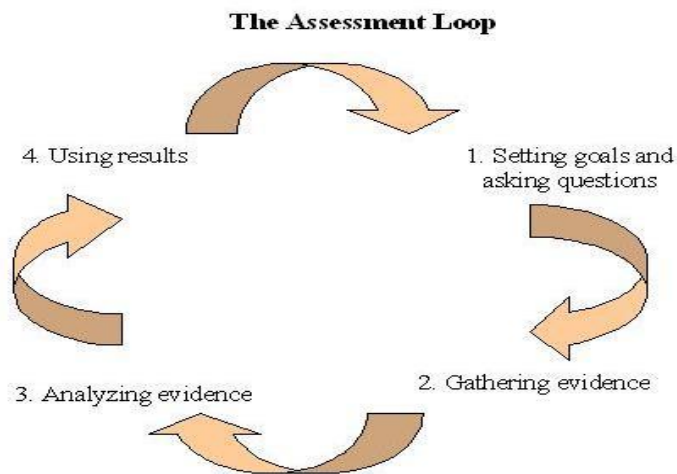 The Assessment Loop
4. Using results
1. Setting goals and
asking questions
3. Analyzing evidence
2. Gathering evidence